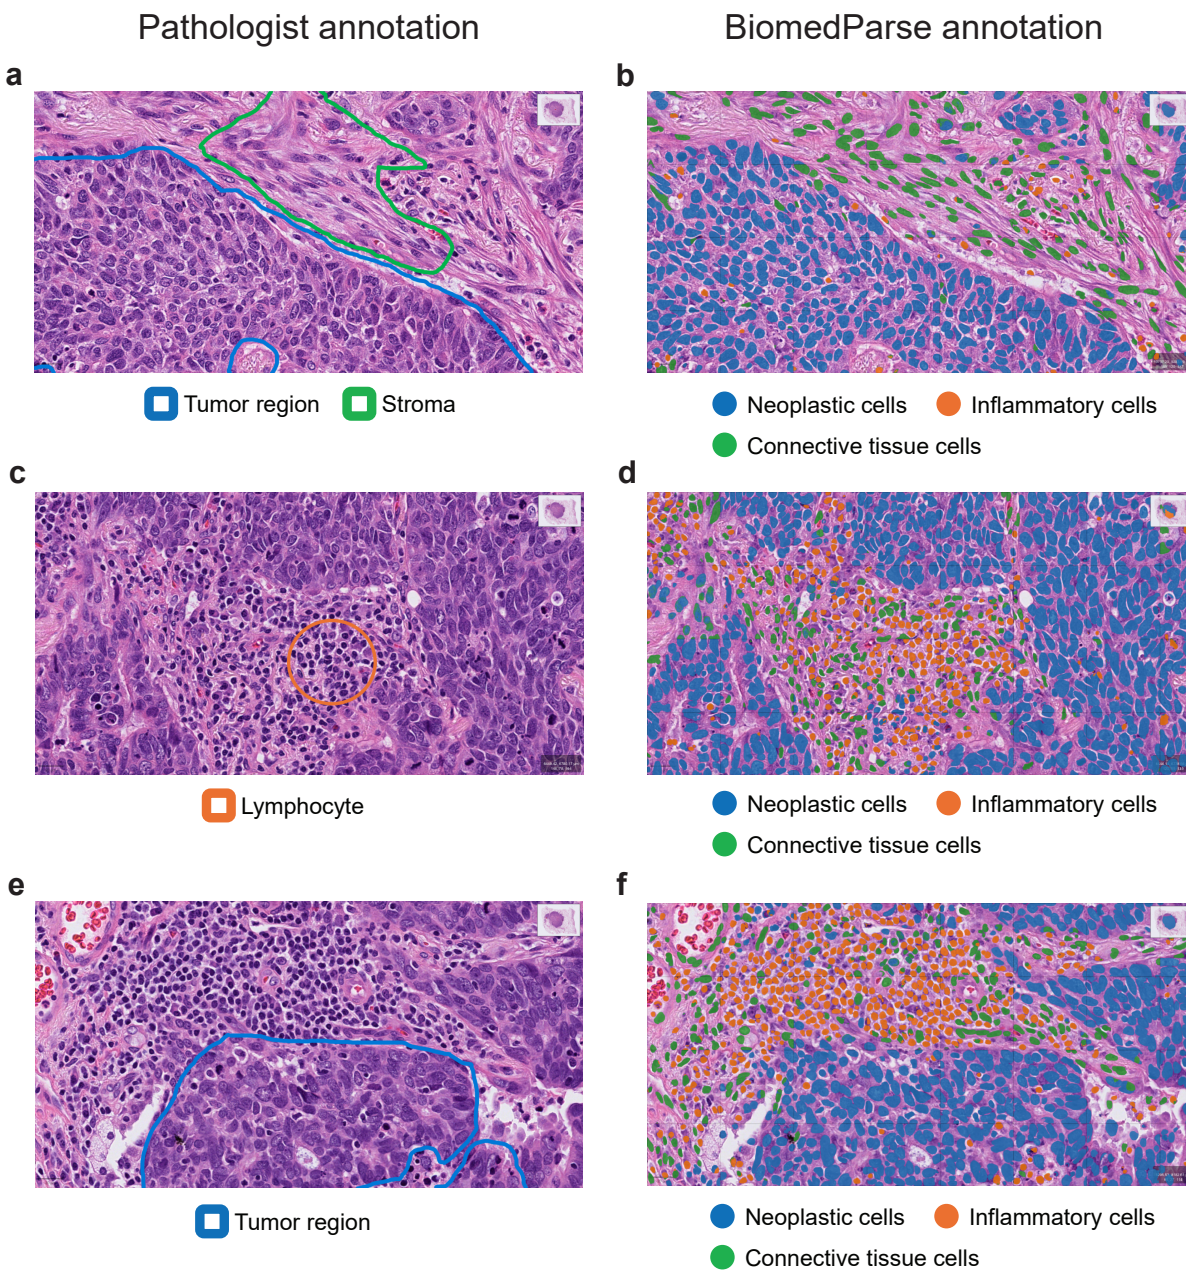 Pathologist annotation
BiomedParse annotation
a
b
Tumor region
Stroma
Neoplastic cells
Inflammatory cells
Connective tissue cells
c
d
Lymphocyte
Neoplastic cells
Inflammatory cells
Connective tissue cells
e
f
Tumor region
Neoplastic cells
Inflammatory cells
Connective tissue cells